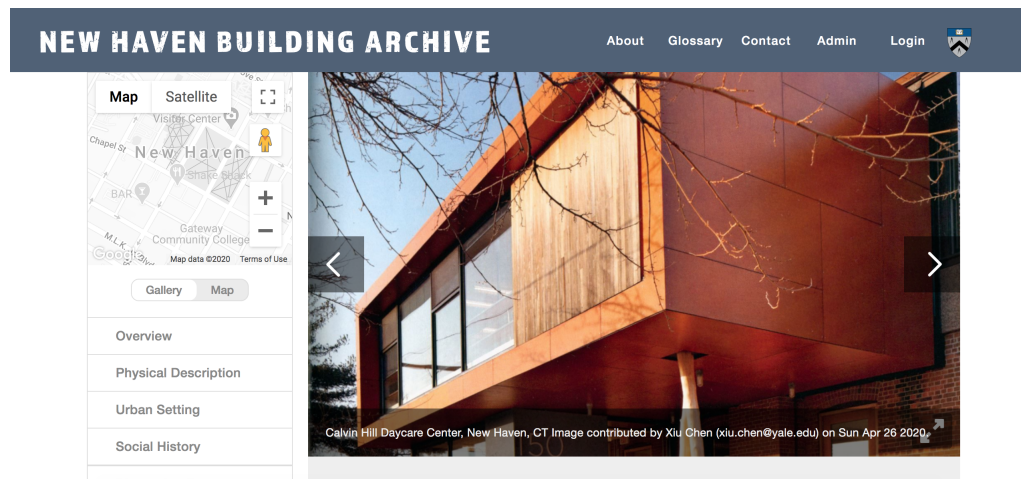 NEW HAVEN BUILDING ARCHIVE
About Glossary Contact Admin Login
Map Satellite
Visitor Center
Chapel St
New Haven
BAR
Gateway
Community College
Google Map data ©2020 Terms of Use
Gallery Map
Overview
Physical Description
Urban Setting
Social History
150
Calvin Hill Daycare Center, New Haven, CT Image contributed by Xiu Chen (xiu.chen@yale.edu) on Sun Apr 26 2020.